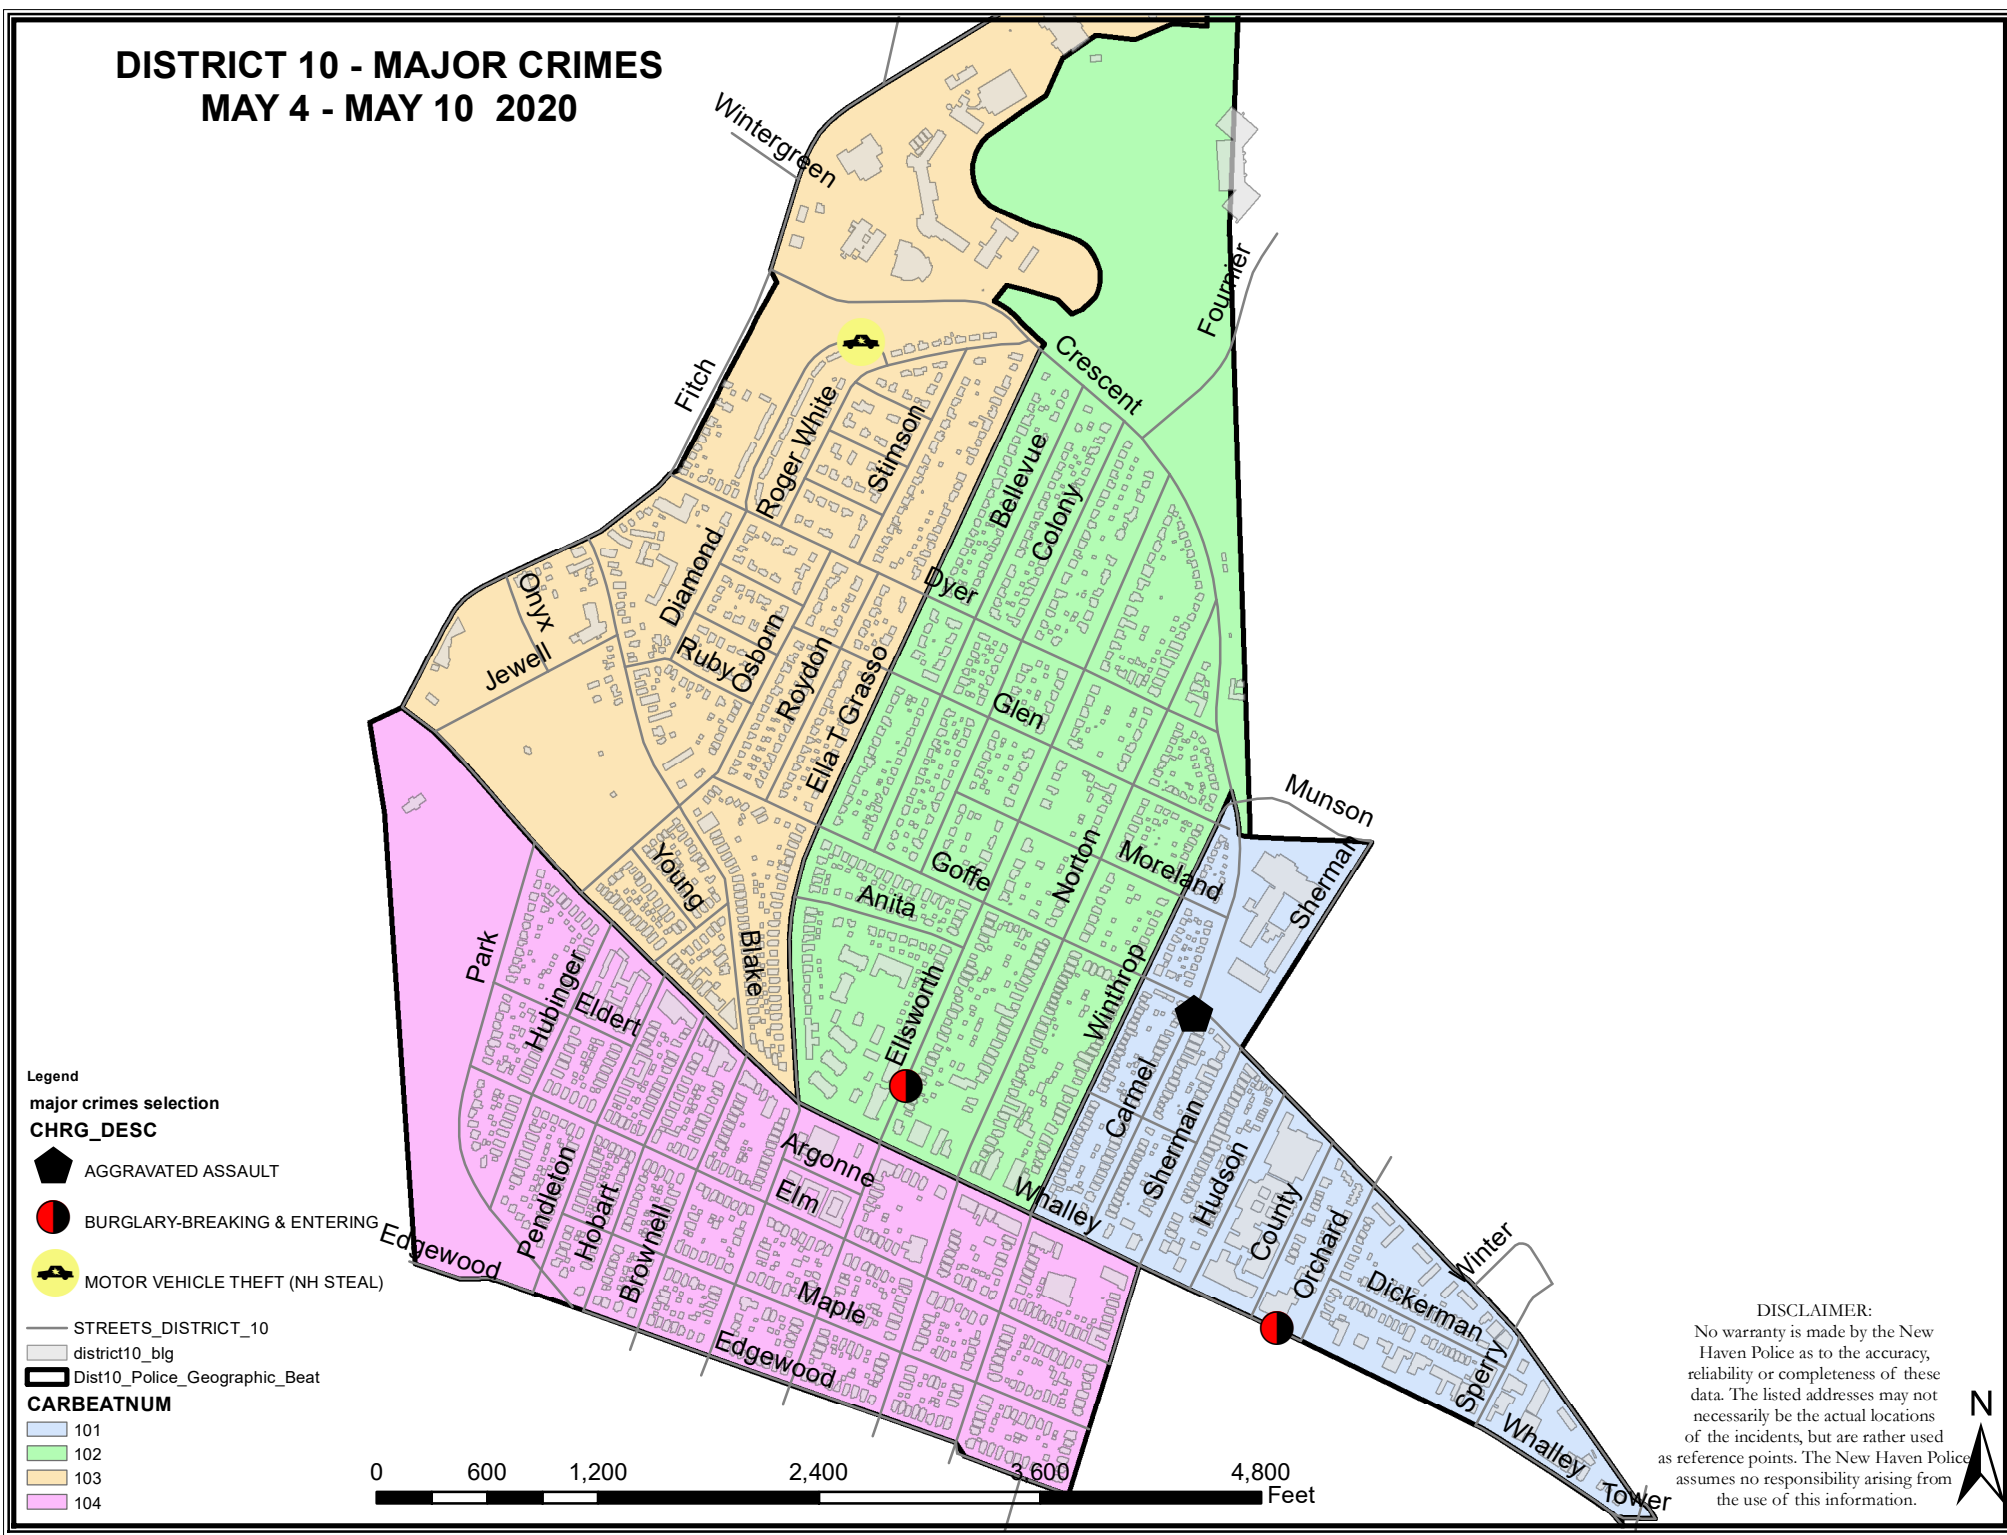 DISTRICT 10 - MAJOR CRIMES
MAY 4 - MAY 10 2020
Wintergreen
Fournier
Fitch
Crescent
Roger White
Stimson
Bellevue
Colony
Diamond
Dyer
Onyx
Jewell
Ruby
Osborn
Roydon
Ella T Grasso
Glen
Munson
Young
Goffe
Norton
Moreland
Sherman
Anita
Blake
Park
Hubinger
Eldert
Ellsworth
Winthrop
Carmel
Sherman
Hudson
Argonne
Elm
Whalley
Pendleton
Hobart
Brownell
County
Orchard
Winter
Edgewood
Maple
Edgewood
Dickerman
Sperry
Whalley
Tower
Legend
major crimes selection
CHRG_DESC
AGGRAVATED ASSAULT
BURGLARY-BREAKING & ENTERING
MOTOR VEHICLE THEFT (NH STEAL)
STREETS_DISTRICT_10
district10_blg
Dist10_Police_Geographic_Beat
CARBEATNUM
101
102
103
104
0 600 1,200 2,400 3,600 4,800
Feet
DISCLAIMER:
No warranty is made by the New
Haven Police as to the accuracy,
reliability or completeness of these
data. The listed addresses may not
necessarily be the actual locations
of the incidents, but are rather used
as reference points. The New Haven Police
assumes no responsibility arising from
the use of this information.
N